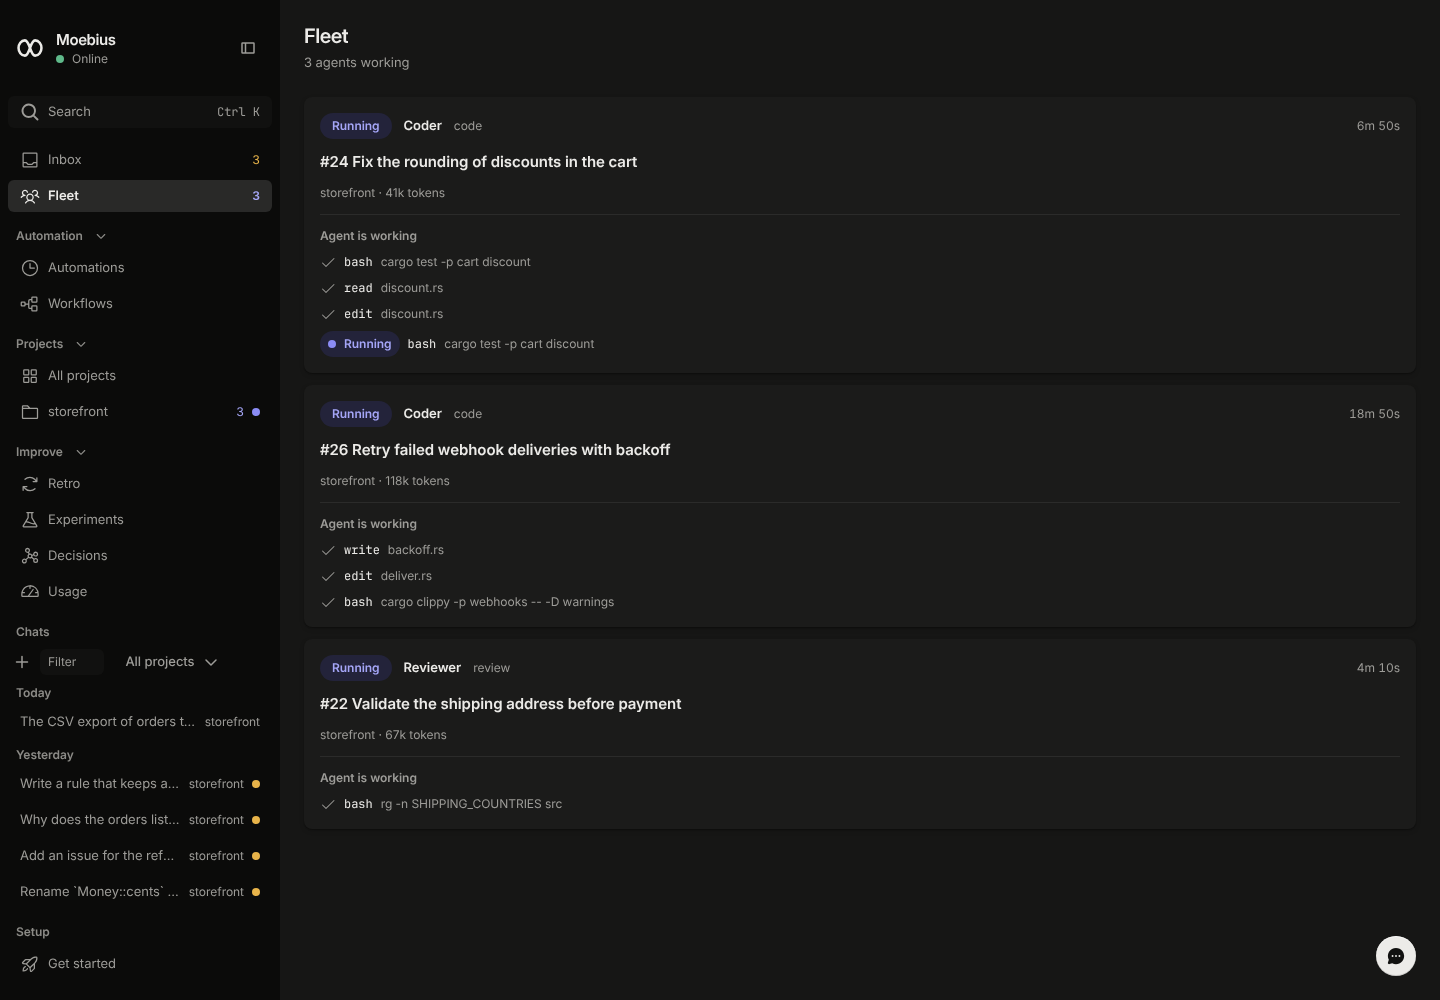 Moebius
Online
Search Ctrl K
Inbox 3
Fleet 3
Automation
Automations
Workflows
Projects
All projects
storefront 3
Improve
Retro
Experiments
Decisions
Usage
Chats
Filter All projects
Today
The CSV export of orders t... storefront
Yesterday
Write a rule that keeps a... storefront
Why does the orders list... storefront
Add an issue for the ref... storefront
Rename `Money::cents` ... storefront
Setup
Get started
Fleet
3 agents working
Running Coder code 6m 50s
#24 Fix the rounding of discounts in the cart
storefront · 41k tokens
Agent is working
bash cargo test -p cart discount
read discount.rs
edit discount.rs
Running bash cargo test -p cart discount
Running Coder code 18m 50s
#26 Retry failed webhook deliveries with backoff
storefront · 118k tokens
Agent is working
write backoff.rs
edit deliver.rs
bash cargo clippy -p webhooks -- -D warnings
Running Reviewer review 4m 10s
#22 Validate the shipping address before payment
storefront · 67k tokens
Agent is working
bash rg -n SHIPPING_COUNTRIES src